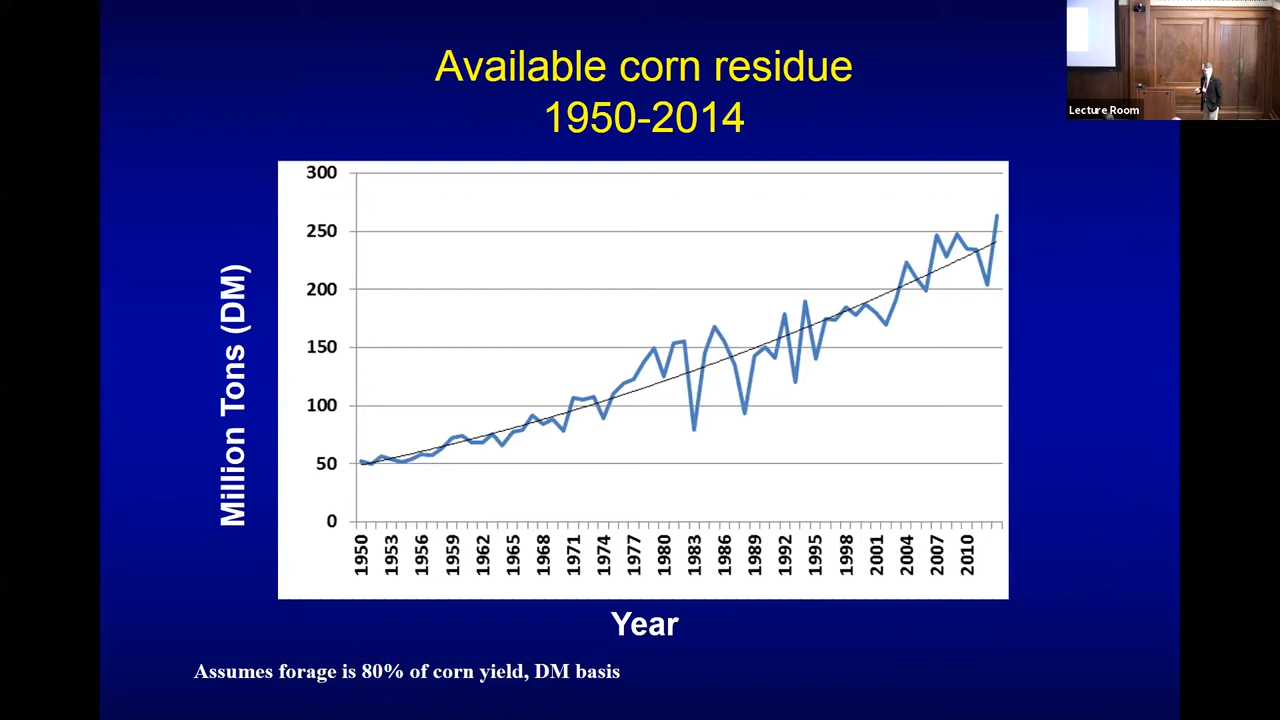 Available corn residue
1950-2014
Lecture Room
300
250
200
150
100
50
0
Million Tons (DM)
1950 1953 1956 1959 1962 1965 1968 1971 1974 1977 1980 1983 1986 1989 1992 1995 1998 2001 2004 2007 2010
Year
Assumes forage is 80% of corn yield, DM basis